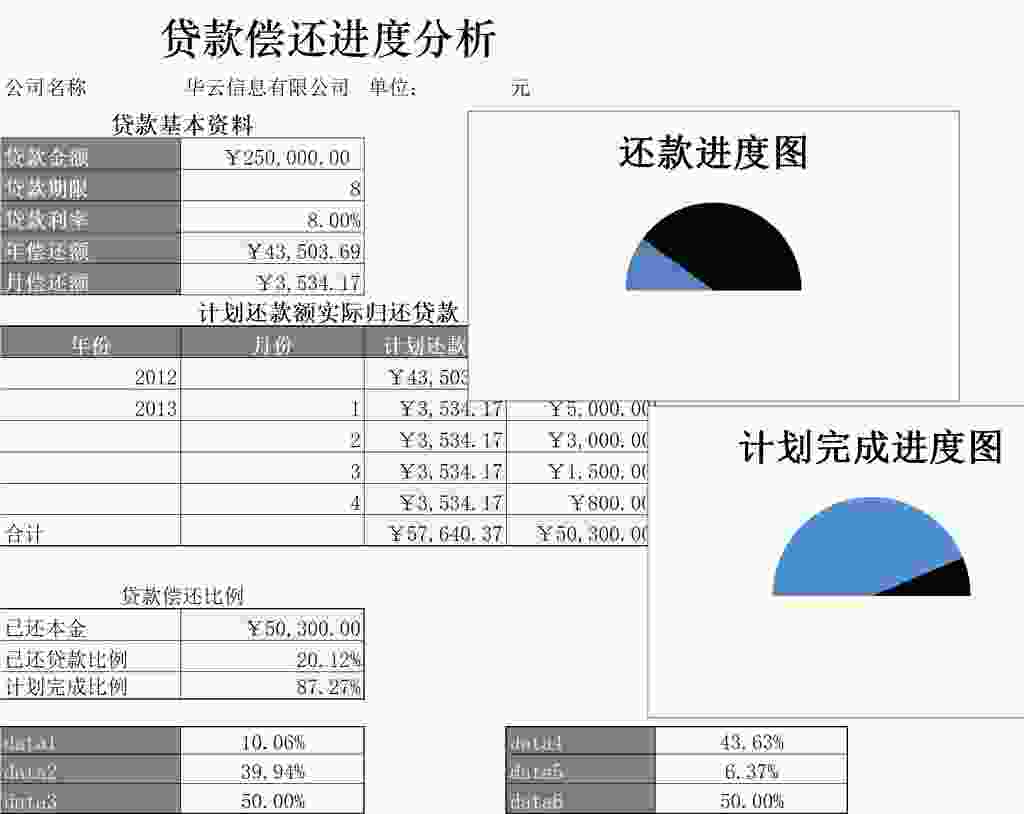 贷款偿还进度分析
公司名称 华云信息有限公司 单位: 元
贷款基本资料
贷款金额 ¥250,000.00
贷款期限 8
贷款利率 8.00%
年偿还额 ¥43,503.69
月偿还额 ¥3,534.17
还款进度图
计划还款额实际归还贷款
年份 月份 计划还款
2012 ¥43,503
2013 1 ¥3,534.17 ¥5,000.00
2 ¥3,534.17 ¥3,000.00
3 ¥3,534.17 ¥1,500.00
4 ¥3,534.17 ¥800.00
合计 ¥57,640.37 ¥50,300.00
计划完成进度图
贷款偿还比例
已还本金 ¥50,300.00
已还贷款比例 20.12%
计划完成比例 87.27%
data1 10.06% data4 43.63%
data2 39.94% data5 6.37%
data3 50.00% data6 50.00%